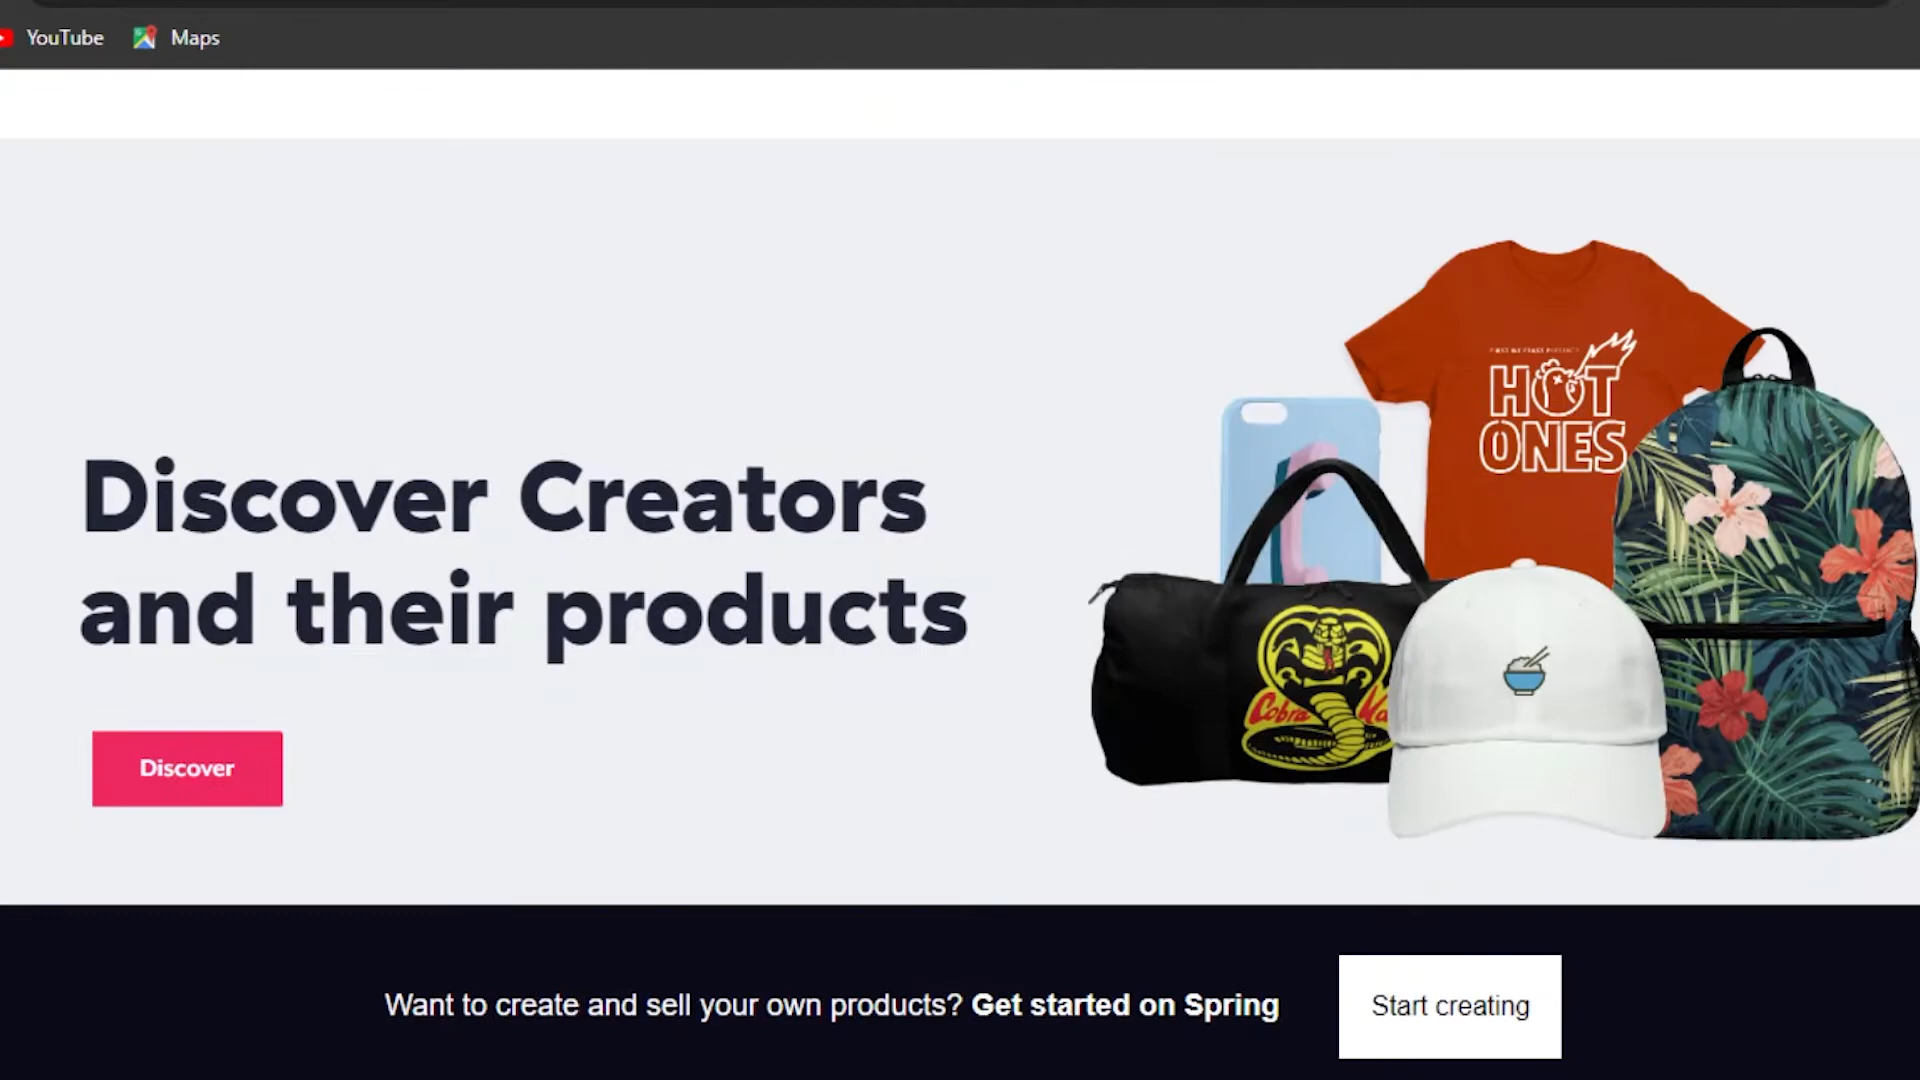 YouTube
Maps
Discover Creators
and their products
Discover
HOT
ONES
Cobra
Want to create and sell your own products? Get started on Spring
Start creating